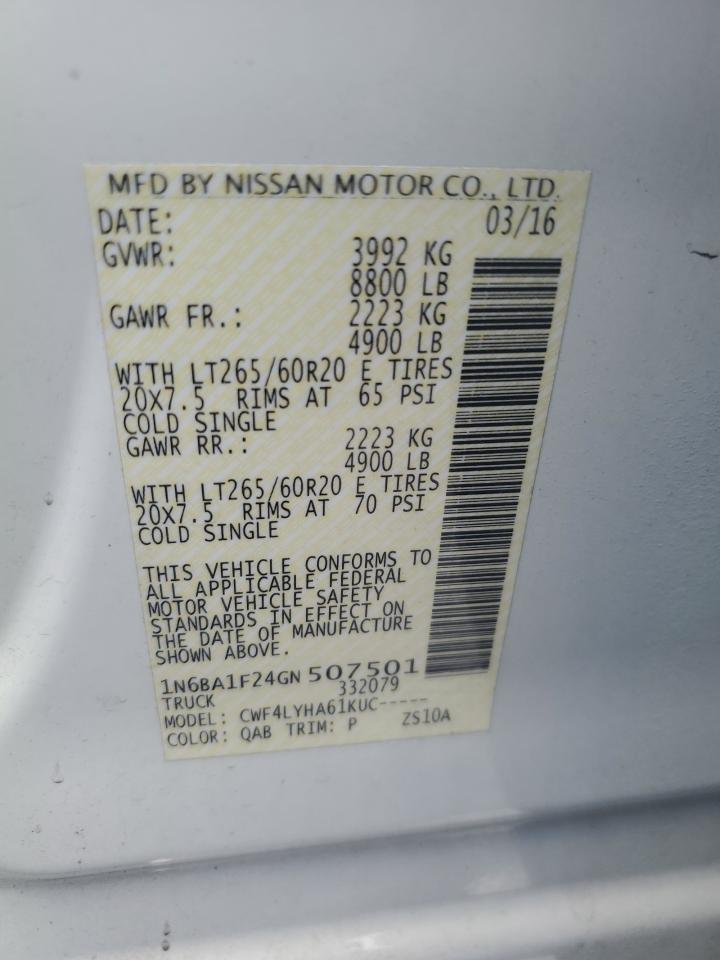 MFD BY NISSAN MOTOR CO., LTD.
DATE: 03/16
GVWR: 3992 KG
8800 LB
GAWR FR.: 2223 KG
4900 LB
WITH LT265/60R20 E TIRES
20X7.5 RIMS AT 65 PSI
COLD SINGLE
GAWR RR.: 2223 KG
4900 LB
WITH LT265/60R20 E TIRES
20X7.5 RIMS AT 70 PSI
COLD SINGLE
THIS VEHICLE CONFORMS TO
ALL APPLICABLE FEDERAL
MOTOR VEHICLE SAFETY
STANDARDS IN EFFECT ON
THE DATE OF MANUFACTURE
SHOWN ABOVE.
1N6BA1F24GN507501
TRUCK 332079
MODEL: CWF4LYHA61KUC-----
COLOR: QAB TRIM: P ZS10A